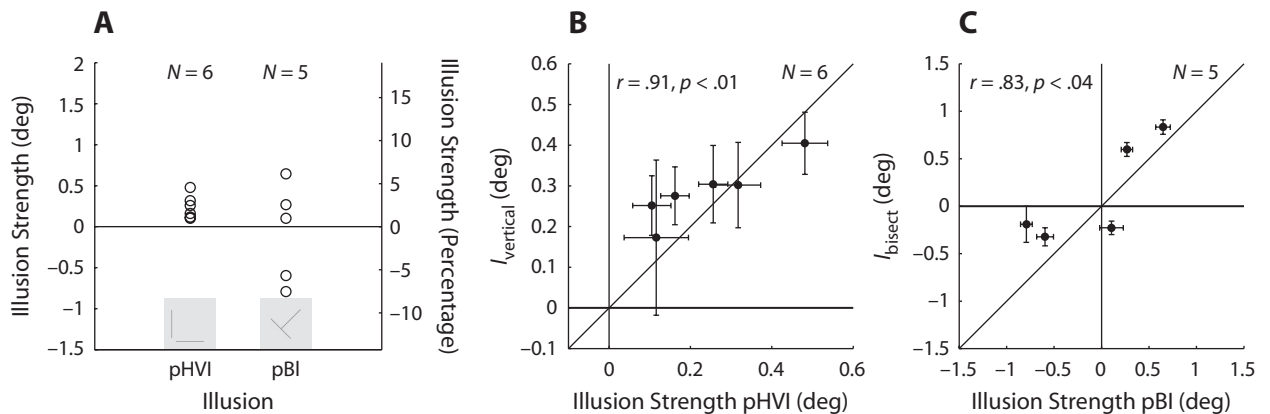 A
B
C
Illusion Strength (deg)
2
1.5
1
0.5
0
−0.5
−1
−1.5
N = 6
N = 5
15
10
5
0
−5
−10
Illusion Strength (Percentage)
pHVI
pBI
Illusion
I vertical (deg)
0.6
0.5
0.4
0.3
0.2
0.1
0
−0.1
r = .91, p < .01
N = 6
0
0.2
0.4
0.6
Illusion Strength pHVI (deg)
I bisect (deg)
1.5
1
0.5
0
−0.5
−1
−1.5
r = .83, p < .04
N = 5
−1.5
−1
−0.5
0
0.5
1
1.5
Illusion Strength pBI (deg)